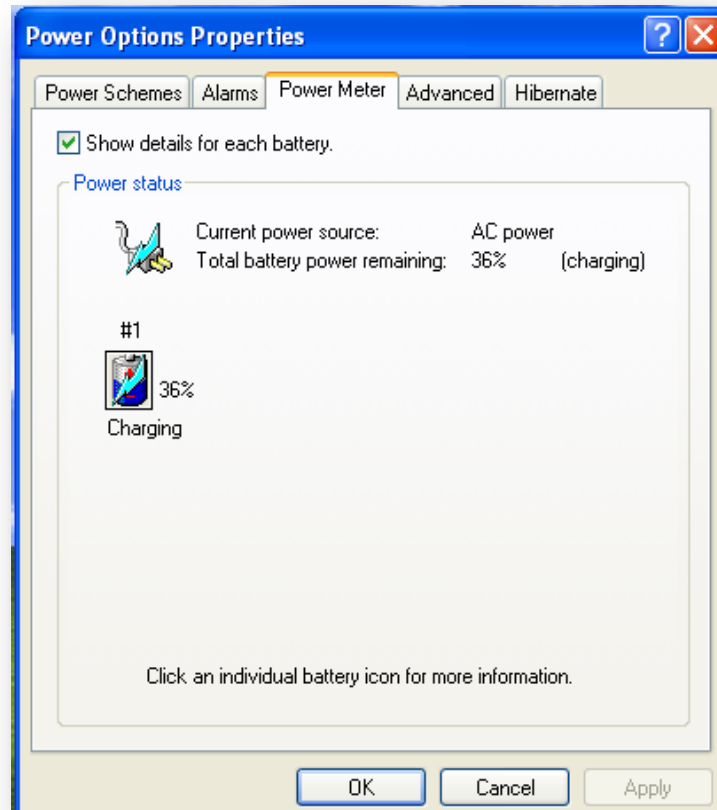 Power Options Properties
Power Schemes Alarms Power Meter Advanced Hibernate
Show details for each battery.
Power status
Current power source: AC power
Total battery power remaining: 36% (charging)
#1
36%
Charging
Click an individual battery icon for more information.
OK Cancel Apply